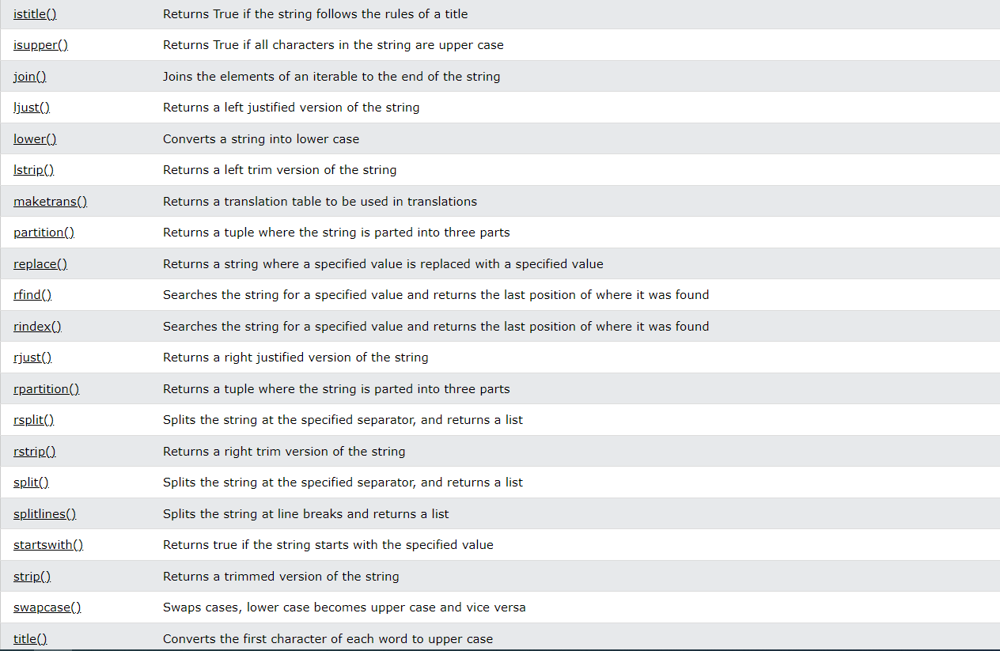 istitle() Returns True if the string follows the rules of a title
isupper() Returns True if all characters in the string are upper case
join() Joins the elements of an iterable to the end of the string
ljust() Returns a left justified version of the string
lower() Converts a string into lower case
lstrip() Returns a left trim version of the string
maketrans() Returns a translation table to be used in translations
partition() Returns a tuple where the string is parted into three parts
replace() Returns a string where a specified value is replaced with a specified value
rfind() Searches the string for a specified value and returns the last position of where it was found
rindex() Searches the string for a specified value and returns the last position of where it was found
rjust() Returns a right justified version of the string
rpartition() Returns a tuple where the string is parted into three parts
rsplit() Splits the string at the specified separator, and returns a list
rstrip() Returns a right trim version of the string
split() Splits the string at the specified separator, and returns a list
splitlines() Splits the string at line breaks and returns a list
startswith() Returns true if the string starts with the specified value
strip() Returns a trimmed version of the string
swapcase() Swaps cases, lower case becomes upper case and vice versa
title() Converts the first character of each word to upper case